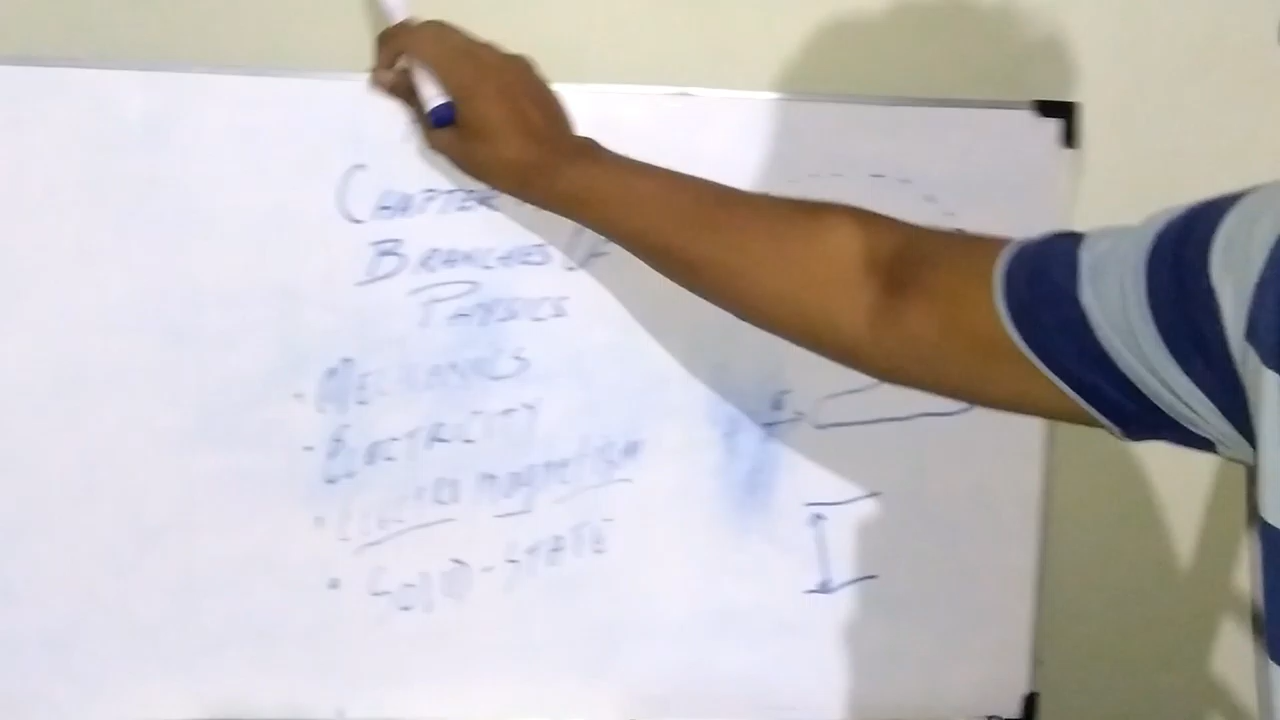 CHAPTER
BRANCHES OF
PHYSICS
- MECHANICS
- ELECTRICITY
• ELECTROmagnetism
• SOLID-STATE